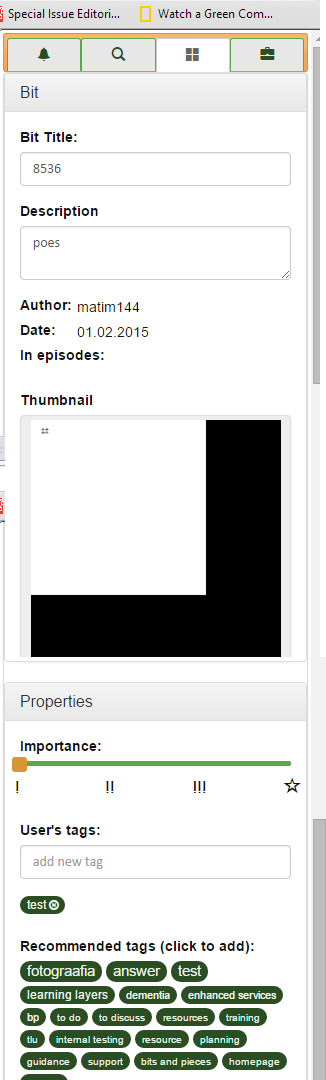 Special Issue Editori... Watch a Green Com...
Bit
Bit Title:
8536
Description
poes
Author: matim144
Date: 01.02.2015
In episodes:
Thumbnail
Properties
Importance:
! !! !!!
User's tags:
add new tag
test
Recommended tags (click to add):
fotograafia answer test
learning layers dementia enhanced services
bp to do to discuss resources training
tlu internal testing resource planning
guidance support bits and pieces homepage